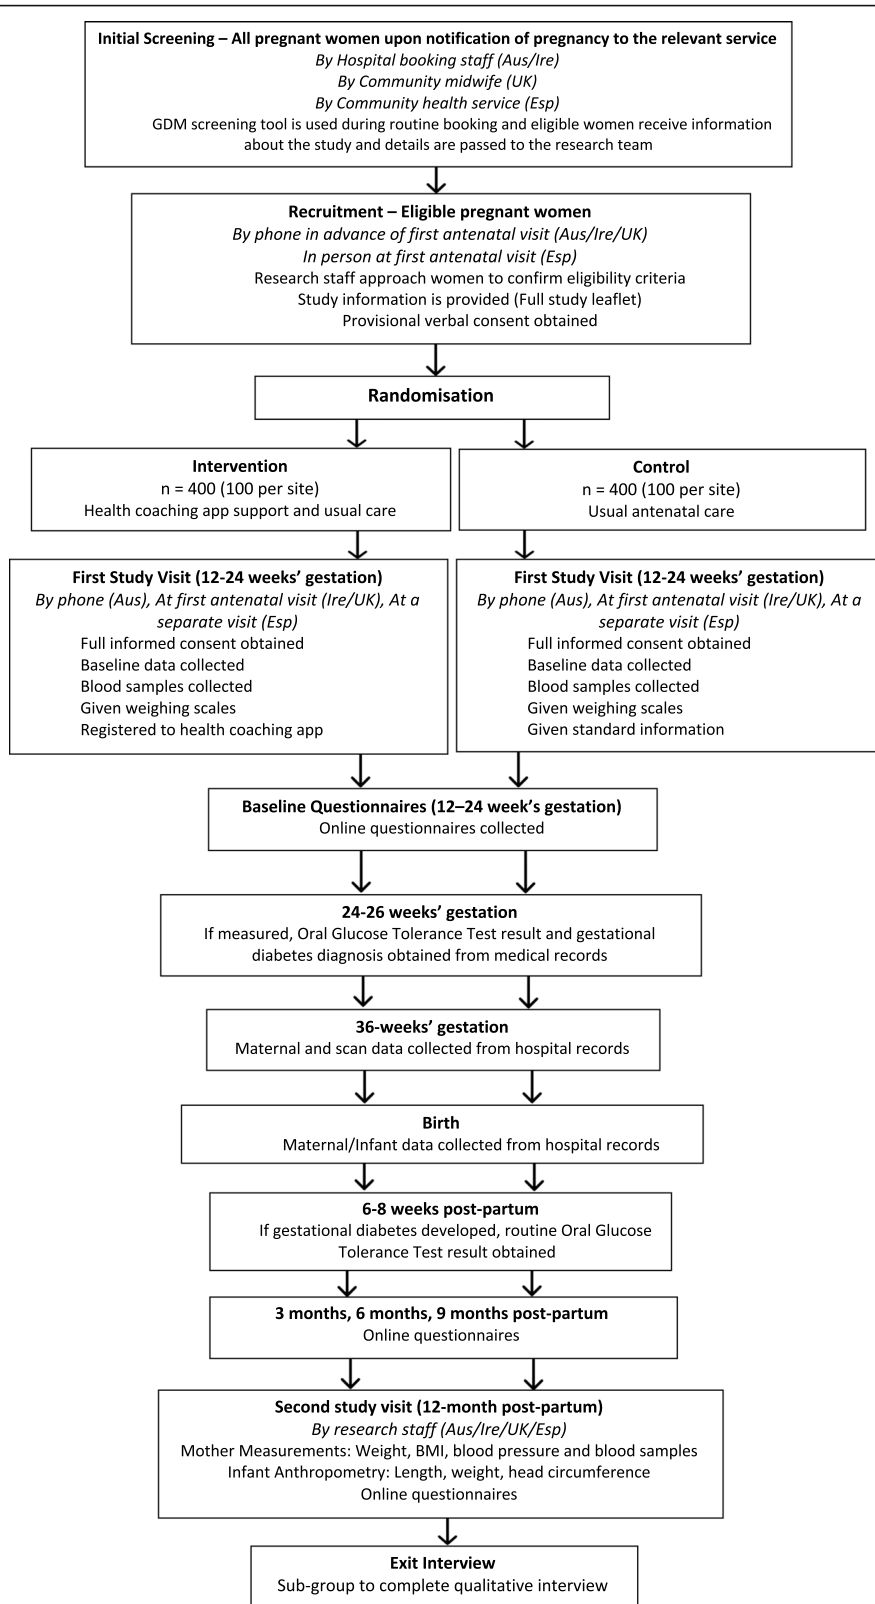 Initial Screening – All pregnant women upon notification of pregnancy to the relevant service
By Hospital booking staff (Aus/Ire)
By Community midwife (UK)
By Community health service (Esp)
GDM screening tool is used during routine booking and eligible women receive information
about the study and details are passed to the research team
Recruitment – Eligible pregnant women
By phone in advance of first antenatal visit (Aus/Ire/UK)
In person at first antenatal visit (Esp)
Research staff approach women to confirm eligibility criteria
Study information is provided (Full study leaflet)
Provisional verbal consent obtained
Randomisation
Intervention
n = 400 (100 per site)
Health coaching app support and usual care
Control
n = 400 (100 per site)
Usual antenatal care
First Study Visit (12-24 weeks’ gestation)
By phone (Aus), At first antenatal visit (Ire/UK), At a
separate visit (Esp)
Full informed consent obtained
Baseline data collected
Blood samples collected
Given weighing scales
Registered to health coaching app
First Study Visit (12-24 weeks’ gestation)
By phone (Aus), At first antenatal visit (Ire/UK), At a
separate visit (Esp)
Full informed consent obtained
Baseline data collected
Blood samples collected
Given weighing scales
Given standard information
Baseline Questionnaires (12–24 week’s gestation)
Online questionnaires collected
24-26 weeks’ gestation
If measured, Oral Glucose Tolerance Test result and gestational
diabetes diagnosis obtained from medical records
36-weeks’ gestation
Maternal and scan data collected from hospital records
Birth
Maternal/Infant data collected from hospital records
6-8 weeks post-partum
If gestational diabetes developed, routine Oral Glucose
Tolerance Test result obtained
3 months, 6 months, 9 months post-partum
Online questionnaires
Second study visit (12-month post-partum)
By research staff (Aus/Ire/UK/Esp)
Mother Measurements: Weight, BMI, blood pressure and blood samples
Infant Anthropometry: Length, weight, head circumference
Online questionnaires
Exit Interview
Sub-group to complete qualitative interview